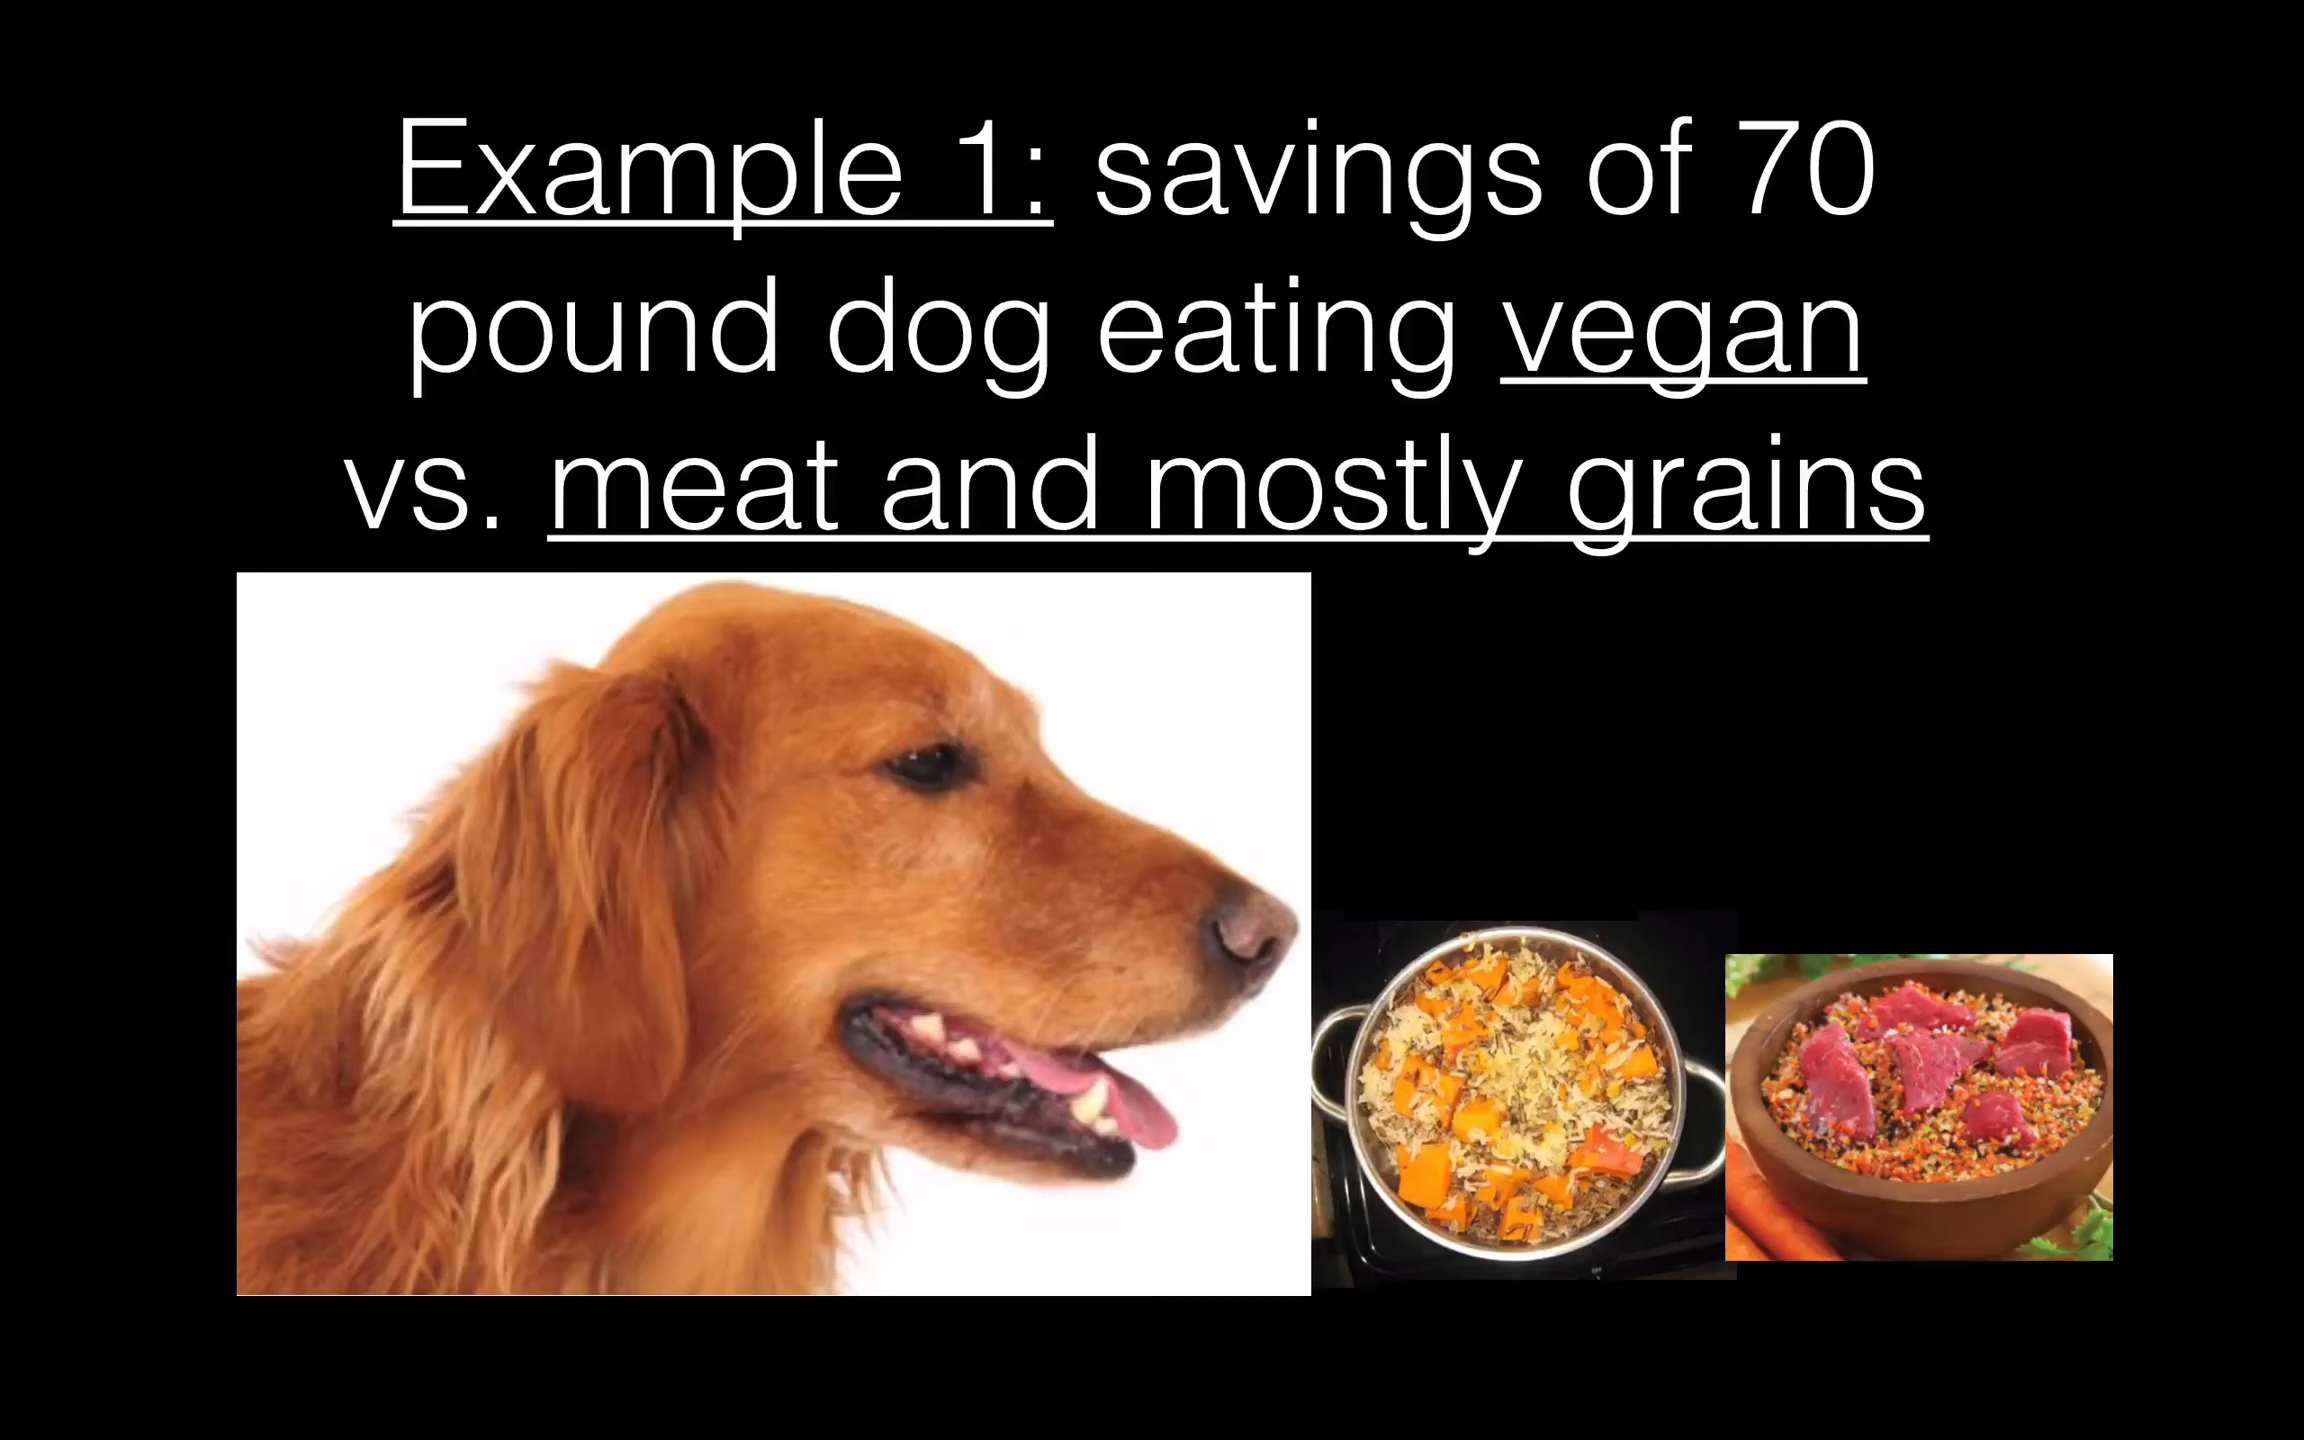 Example 1: savings of 70
pound dog eating vegan
vs. meat and mostly grains